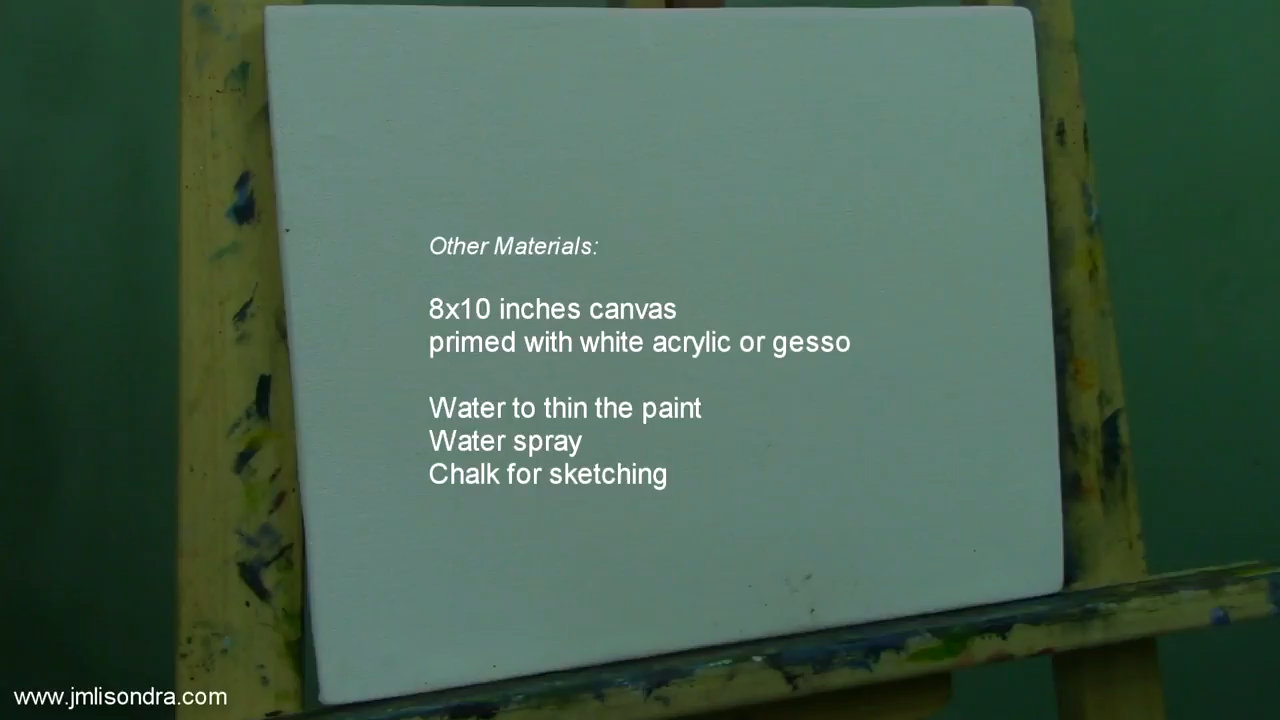 Other Materials:
8x10 inches canvas
primed with white acrylic or gesso
Water to thin the paint
Water spray
Chalk for sketching
www.jmlisondra.com